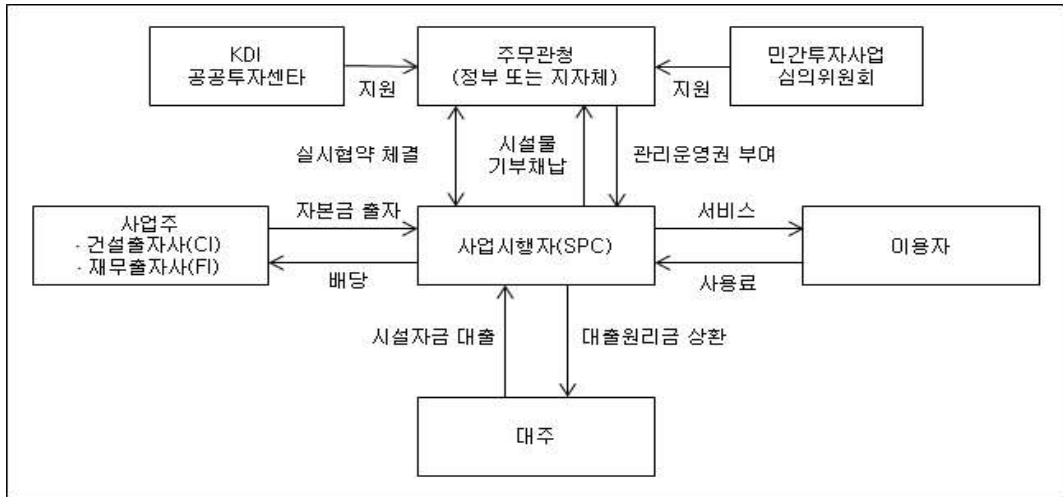 KDI
공공투자센타
주무관청
(정부 또는 지자체)
민간투자사업
심의위원회
지원
지원
실시협약 체결
시설물
기부채납
관리운영권 부여
사업주
· 건설출자사(CI)
· 재무출자사(FI)
자본금 출자
배당
사업시행자(SPC)
서비스
사용료
이용자
시설자금 대출
대출원리금 상환
대주